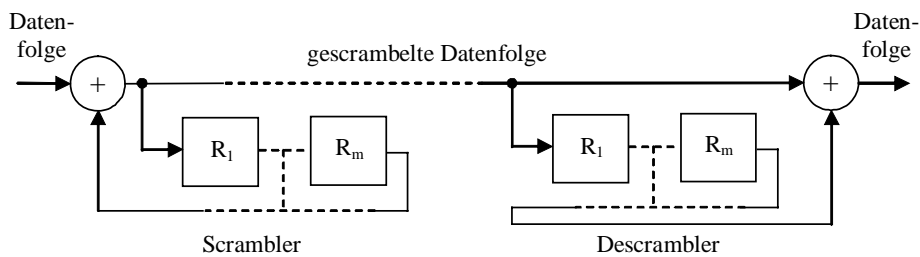 Daten-
folge
Daten-
folge
gescrambelte Datenfolge
+
+
R1
Rm
R1
Rm
Scrambler
Descrambler